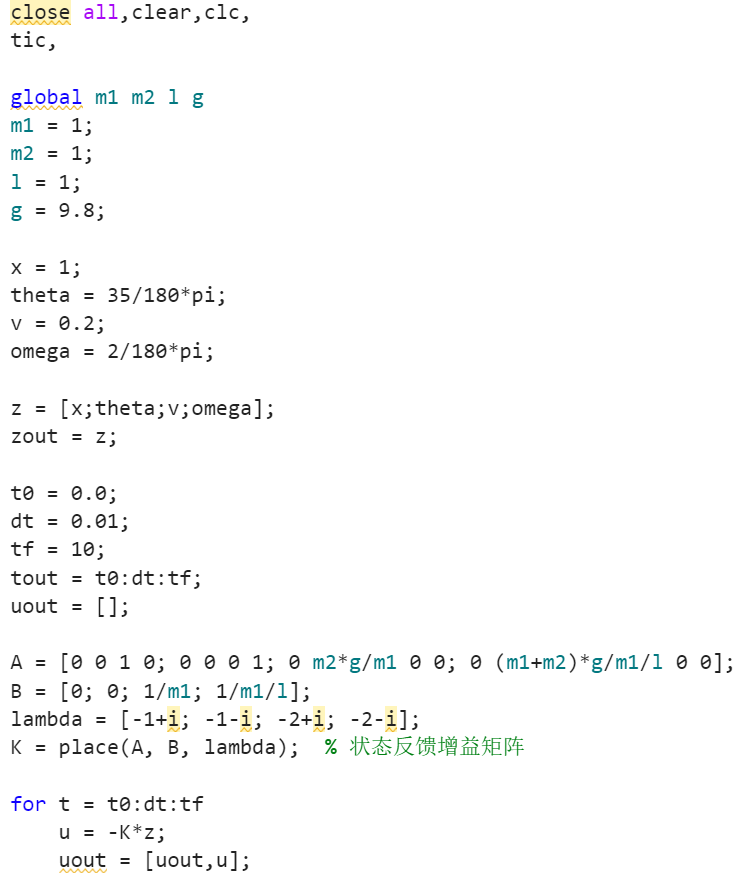 close all,clear,clc,
tic,
global m1 m2 l g
m1 = 1;
m2 = 1;
l = 1;
g = 9.8;
x = 1;
theta = 35/180*pi;
v = 0.2;
omega = 2/180*pi;
z = [x;theta;v;omega];
zout = z;
t0 = 0.0;
dt = 0.01;
tf = 10;
tout = t0:dt:tf;
uout = [];
A = [0 0 1 0; 0 0 0 1; 0 m2*g/m1 0 0; 0 (m1+m2)*g/m1/l 0 0];
B = [0; 0; 1/m1; 1/m1/l];
lambda = [-1+i; -1-i; -2+i; -2-i];
K = place(A, B, lambda);  % 状态反馈增益矩阵
for t = t0:dt:tf
    u = -K*z;
    uout = [uout,u];